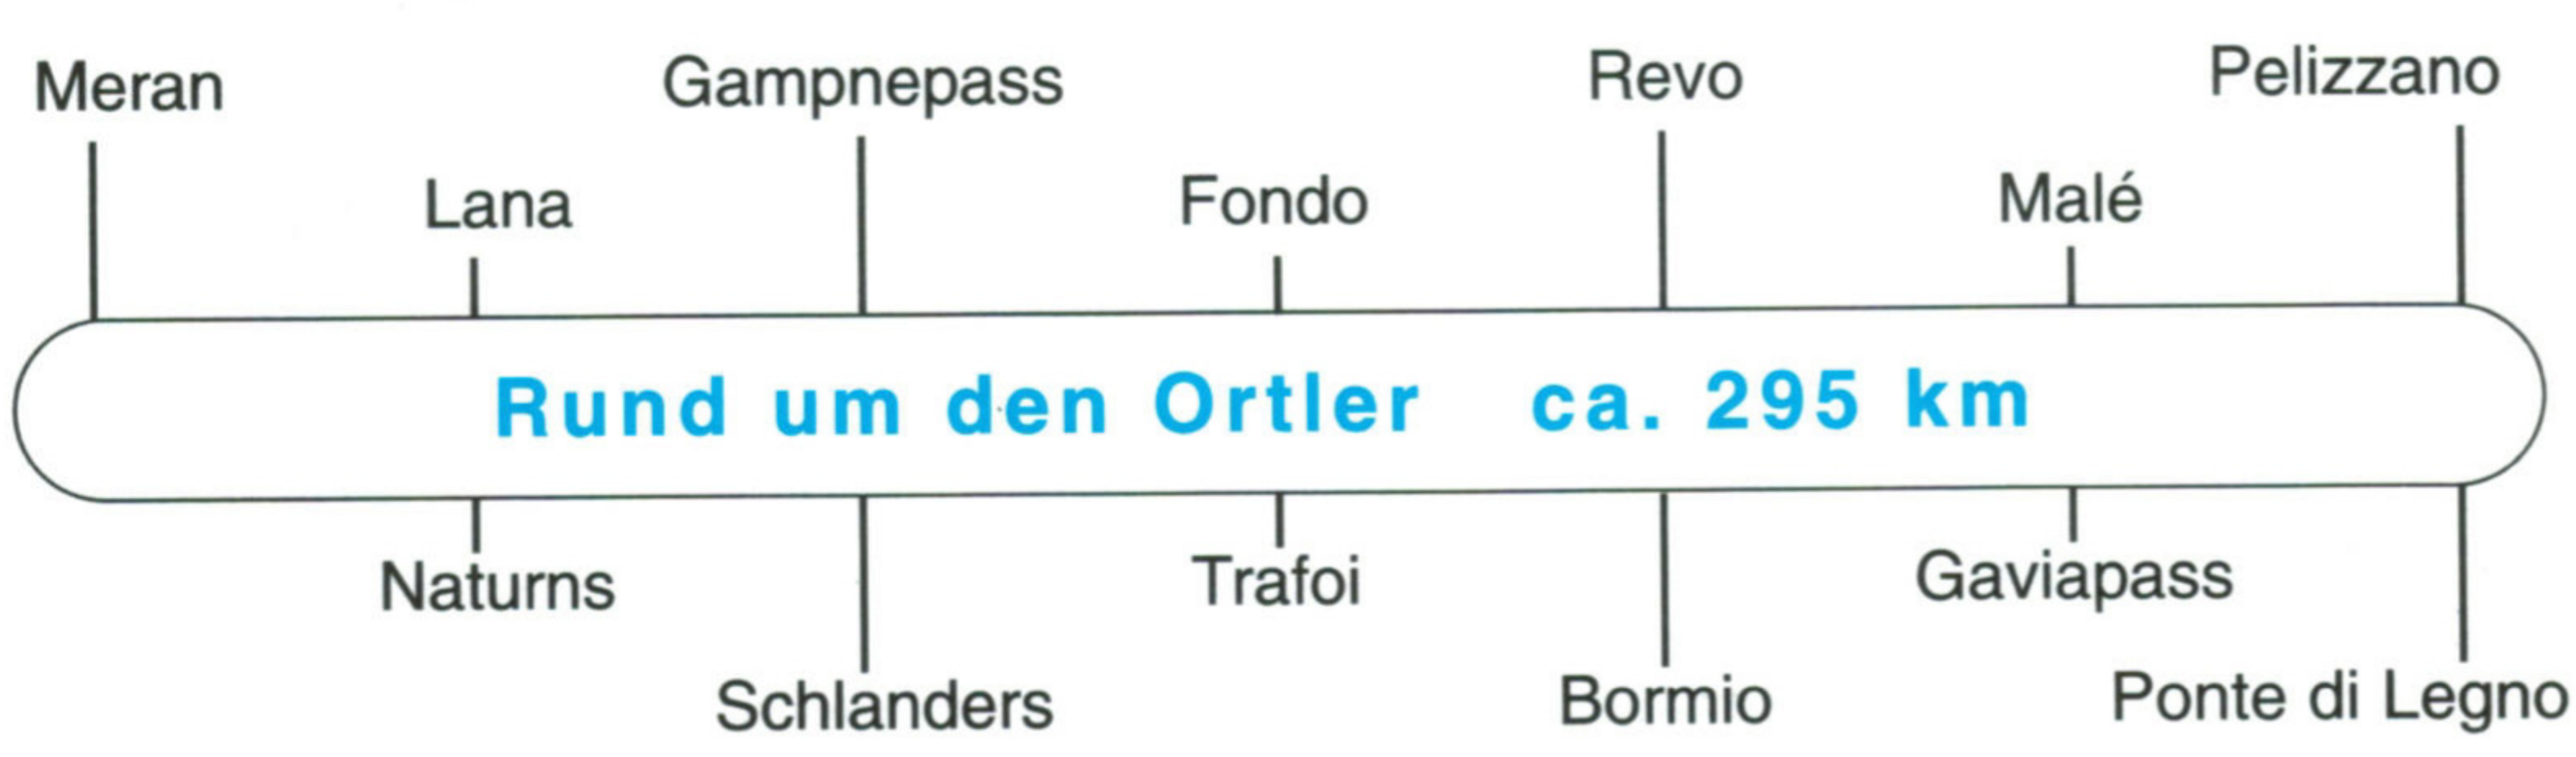 Meran
Gampnepass
Revo
Pelizzano
Lana
Fondo
Malé
Rund um den Ortler ca. 295 km
Naturns
Trafoi
Gaviapass
Schlanders
Bormio
Ponte di Legno